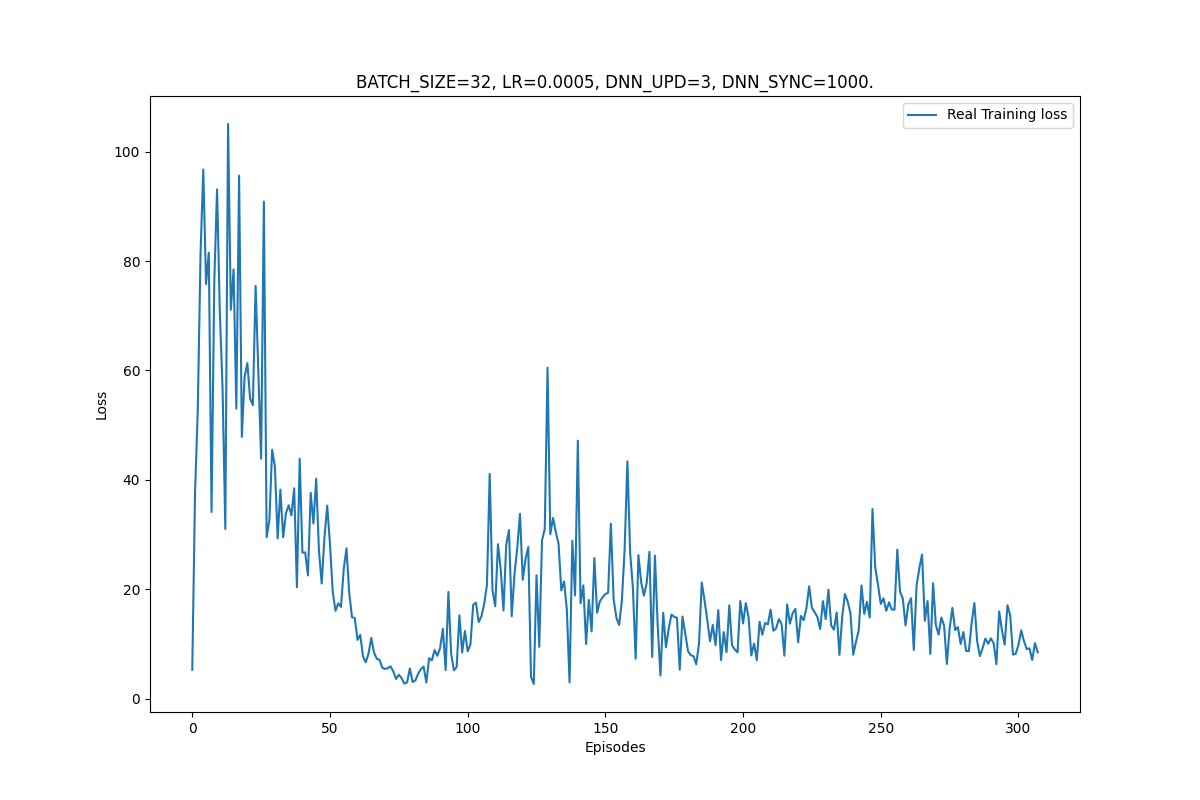 BATCH_SIZE=32, LR=0.0005, DNN_UPD=3, DNN_SYNC=1000.
Real Training loss
100
80
60
40
20
0
Loss
0 50 100 150 200 250 300
Episodes